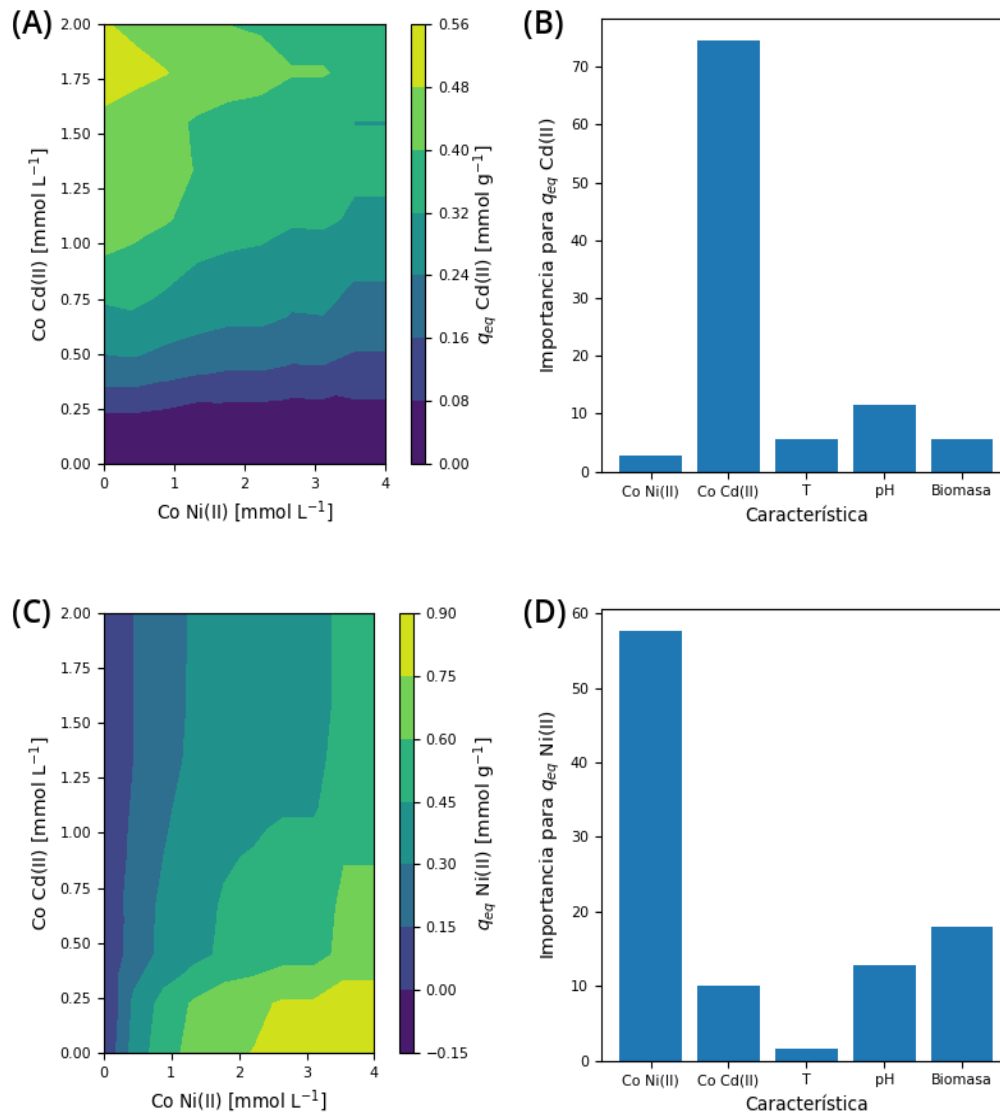 (A)
2.00
1.75
1.50
1.25
1.00
0.75
0.50
0.25
0.00
Co Cd(II) [mmol L⁻¹]
0 1 2 3 4
Co Ni(II) [mmol L⁻¹]
0.56
0.48
0.40
0.32
0.24
0.16
0.08
0.00
qeq Cd(II) [mmol g⁻¹]
(B)
70
60
50
40
30
20
10
0
Importancia para qeq Cd(II)
Co Ni(II) Co Cd(II) T pH Biomasa
Característica
(C)
2.00
1.75
1.50
1.25
1.00
0.75
0.50
0.25
0.00
Co Cd(II) [mmol L⁻¹]
0 1 2 3 4
Co Ni(II) [mmol L⁻¹]
0.90
0.75
0.60
0.45
0.30
0.15
0.00
−0.15
qeq Ni(II) [mmol g⁻¹]
(D)
60
50
40
30
20
10
0
Importancia para qeq Ni(II)
Co Ni(II) Co Cd(II) T pH Biomasa
Característica